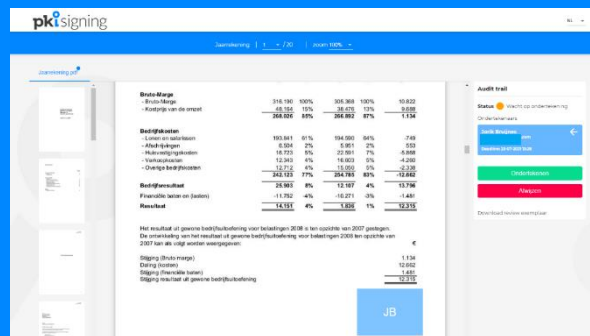 pkisigning
NL
Jaarrekening | 1 / 20 | zoom 100%
Jaarrekening.pdf
Bruto-Marge
- Bruto-Marge 316.190 100% 305.368 100% 10.822
- Kostprijs van de omzet 48.164 15% 38.476 13% 9.688
268.026 85% 266.892 87% 1.134
Bedrijfskosten
- Lonen en salarissen 193.841 61% 194.590 64% -749
- Afschrijvingen 6.504 2% 5.951 2% 553
- Huisvestigingskosten 16.723 5% 22.591 7% -5.868
- Verkoopkosten 12.343 4% 16.603 5% -4.260
- Overige bedrijfskosten 12.712 4% 15.050 5% -2.338
242.123 77% 254.785 83% -12.662
Bedrijfsresultaat 25.903 8% 12.107 4% 13.796
Financiële baten en (lasten) -11.752 -4% -10.271 -3% -1.481
Resultaat 14.151 4% 1.836 1% 12.315
Het resultaat uit gewone bedrijfsuitoefening voor belastingen 2008 is ten opzichte van 2007 gestegen.
De ontwikkeling van het resultaat uit gewone bedrijfsuitoefening voor belastingen 2008 ten opzichte van
2007 kan als volgt worden weergegeven: €
Stijging (Bruto marge) 1.134
Daling (kosten) 12.662
Stijging (financiële baten) 1.481
Stijging resultaat uit gewone bedrijfsuitoefening 12.315
JB
Audit trail
Status Wacht op ondertekening
Ondertekenaars
.com
Ondertekenen
Afwijzen
Download review exemplaar